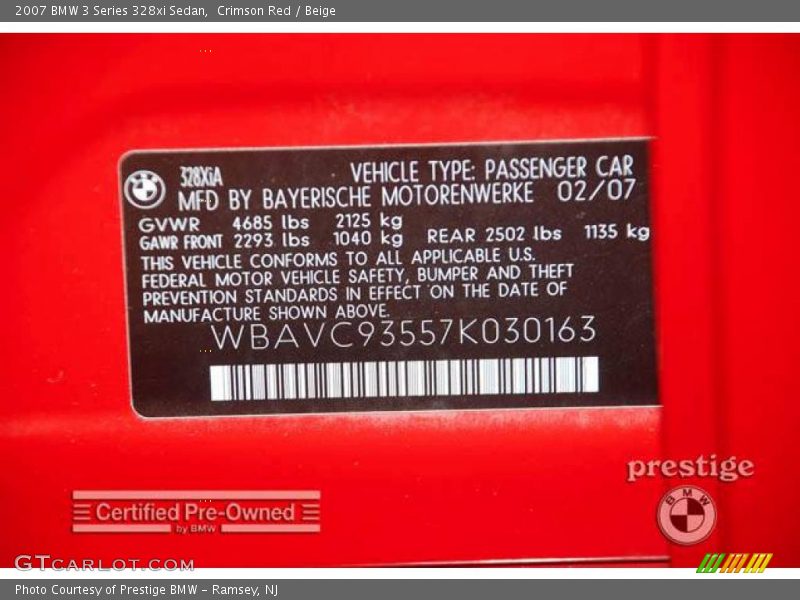 2007 BMW 3 Series 328xi Sedan,  Crimson Red / Beige
328XiA
VEHICLE TYPE: PASSENGER CAR
MFD BY BAYERISCHE MOTORENWERKE 02/07
GVWR 4685 lbs 2125 kg
GAWR FRONT 2293 lbs 1040 kg REAR 2502 lbs 1135 kg
THIS VEHICLE CONFORMS TO ALL APPLICABLE U.S.
FEDERAL MOTOR VEHICLE SAFETY, BUMPER AND THEFT
PREVENTION STANDARDS IN EFFECT ON THE DATE OF
MANUFACTURE SHOWN ABOVE.
WBAVC93557K030163
prestige
BMW
Certified Pre-Owned
by BMW
GTCARLOT.COM
Photo Courtesy of Prestige BMW - Ramsey, NJ